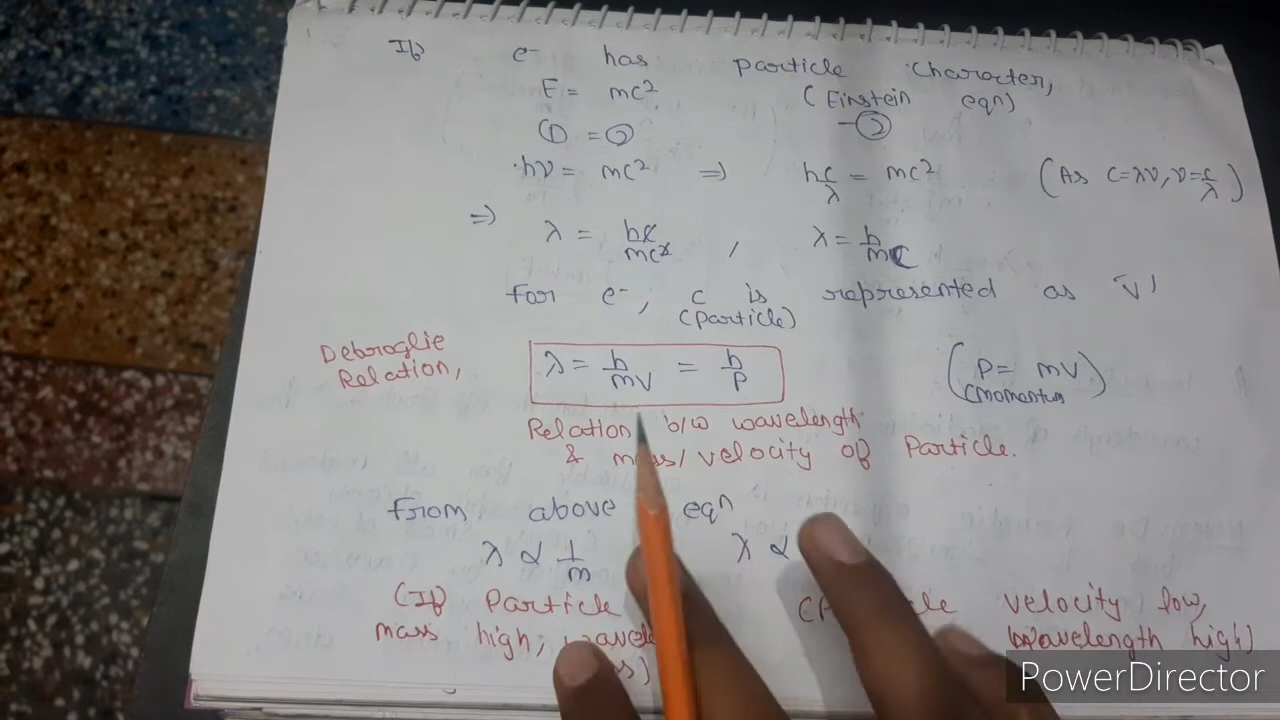 If e⁻ has particle character,
E = mc² (Einstein eqn)
① = ② -②
hν = mc² ⇒ hc/λ = mc² (As c=λν, ν=c/λ)
⇒ λ = hc/mc² , λ = h/mc
For e⁻, c is represented as 'v'
(particle)
Debroglie Relation, λ = h/mv = h/p (P = mv)
(momentum
Relation b/w wavelength
& mass/velocity of Particle.
From above eqn
λ ∝ 1/m λ ∝
(If Particle velocity low,
mass high, wavelength high)
PowerDirector